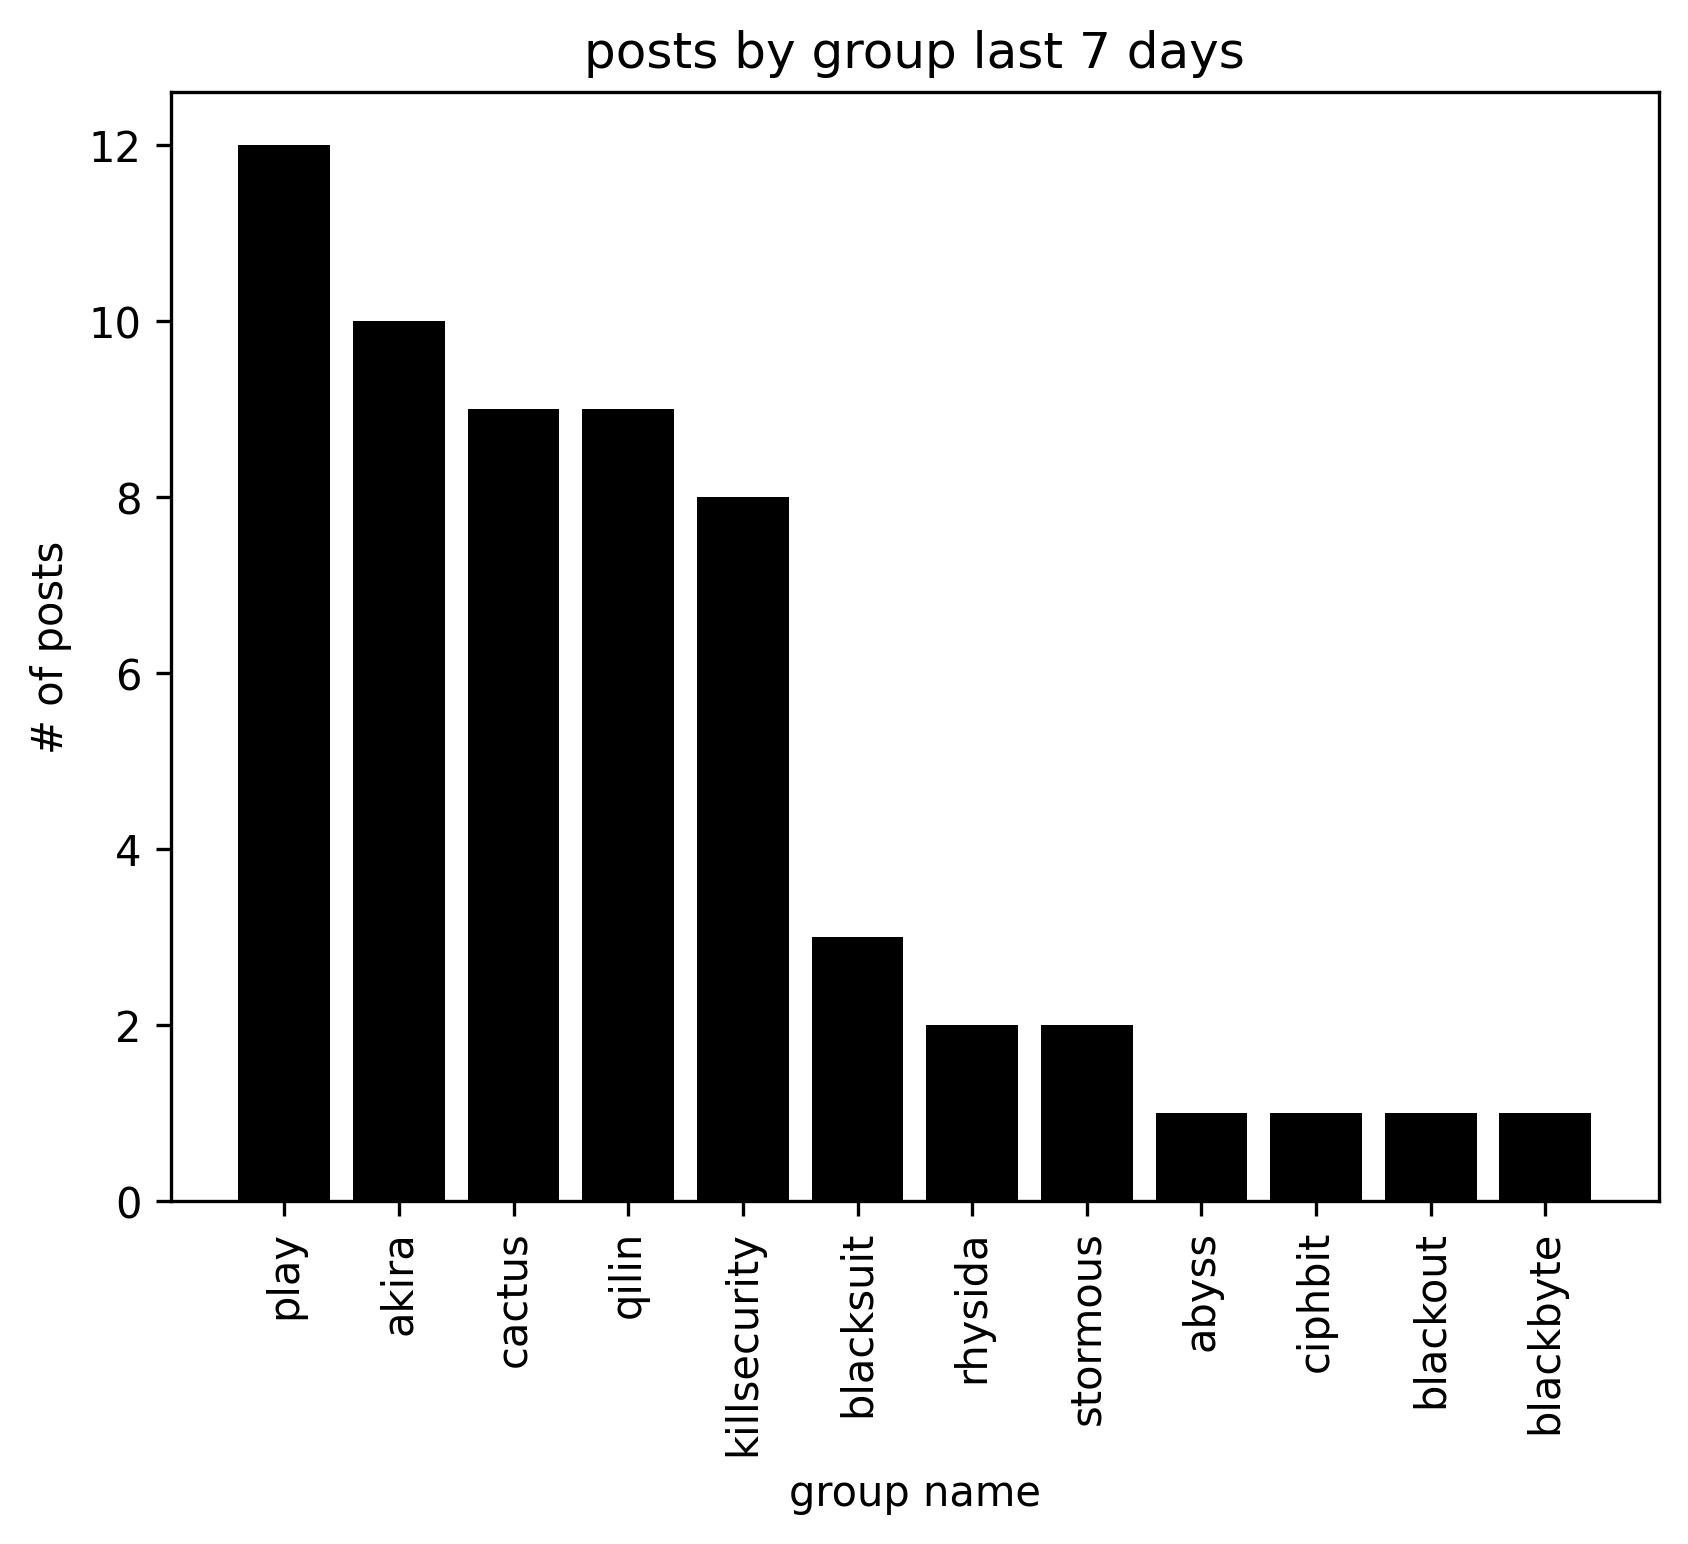 posts by group last 7 days
12
10
8
6
4
2
0
# of posts
play
akira
cactus
qilin
killsecurity
blacksuit
rhysida
stormous
abyss
ciphbit
blackout
blackbyte
group name